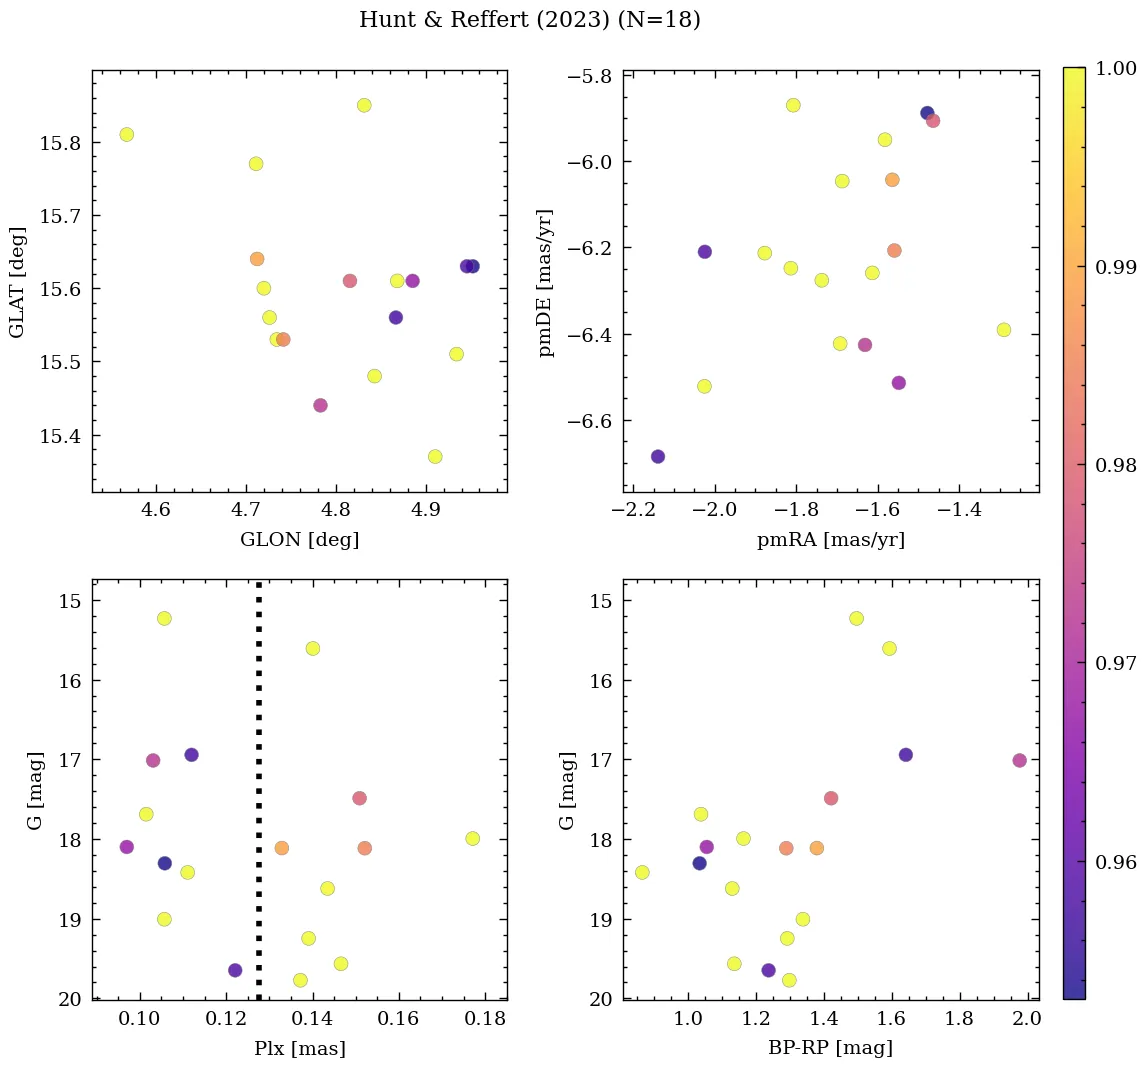 Hunt & Reffert (2023) (N=18)
15.8
15.7
15.6
15.5
15.4
GLAT [deg]
4.6 4.7 4.8 4.9
GLON [deg]
−5.8
−6.0
−6.2
−6.4
−6.6
pmDE [mas/yr]
−2.2 −2.0 −1.8 −1.6 −1.4
pmRA [mas/yr]
15
16
17
18
19
20
G [mag]
0.10 0.12 0.14 0.16 0.18
Plx [mas]
15
16
17
18
19
20
G [mag]
1.0 1.2 1.4 1.6 1.8 2.0
BP-RP [mag]
1.00
0.99
0.98
0.97
0.96